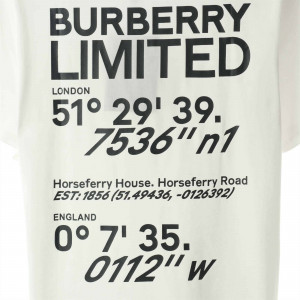 BURBERRY
LIMITED
LONDON
51° 29' 39.
7536" n1
Horseferry House. Horseferry Road
EST: 1856 (51.49436, -0126392)
ENGLAND
0° 7' 35.
0112" w